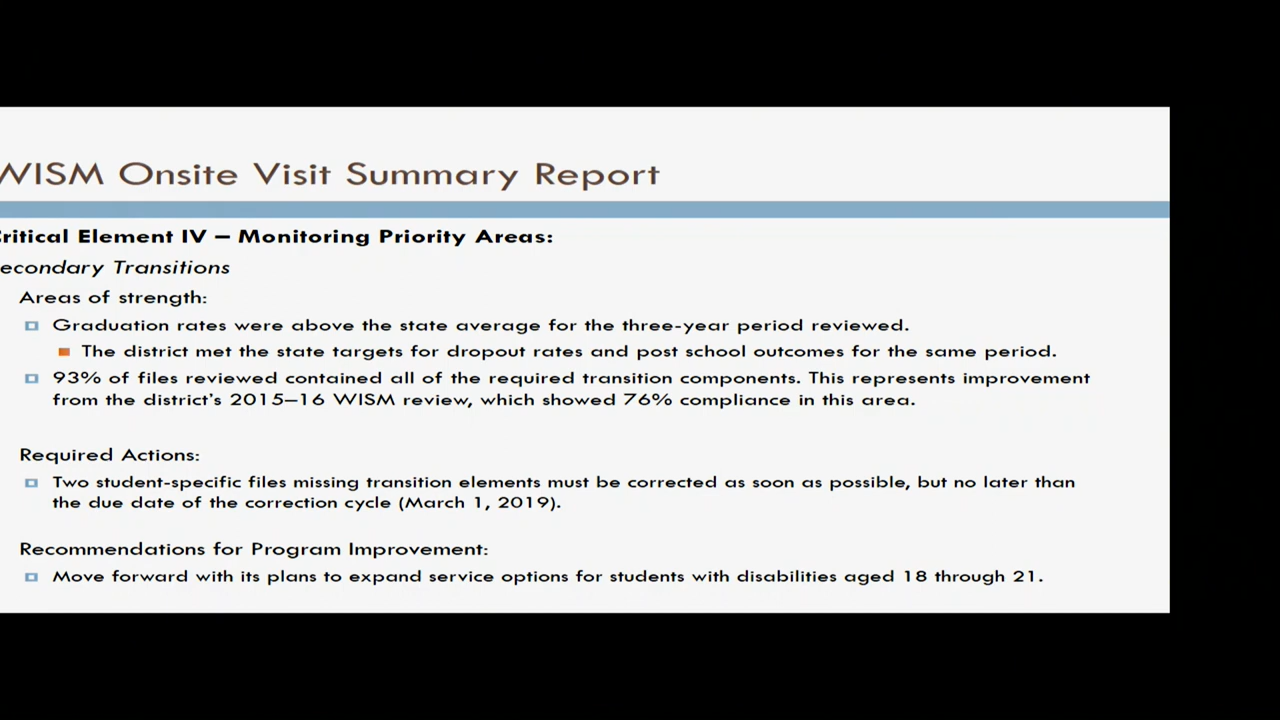 WISM Onsite Visit Summary Report
Critical Element IV – Monitoring Priority Areas:
econdary Transitions
Areas of strength:
Graduation rates were above the state average for the three-year period reviewed.
The district met the state targets for dropout rates and post school outcomes for the same period.
93% of files reviewed contained all of the required transition components. This represents improvement
from the district's 2015–16 WISM review, which showed 76% compliance in this area.
Required Actions:
Two student-specific files missing transition elements must be corrected as soon as possible, but no later than
the due date of the correction cycle (March 1, 2019).
Recommendations for Program Improvement:
Move forward with its plans to expand service options for students with disabilities aged 18 through 21.